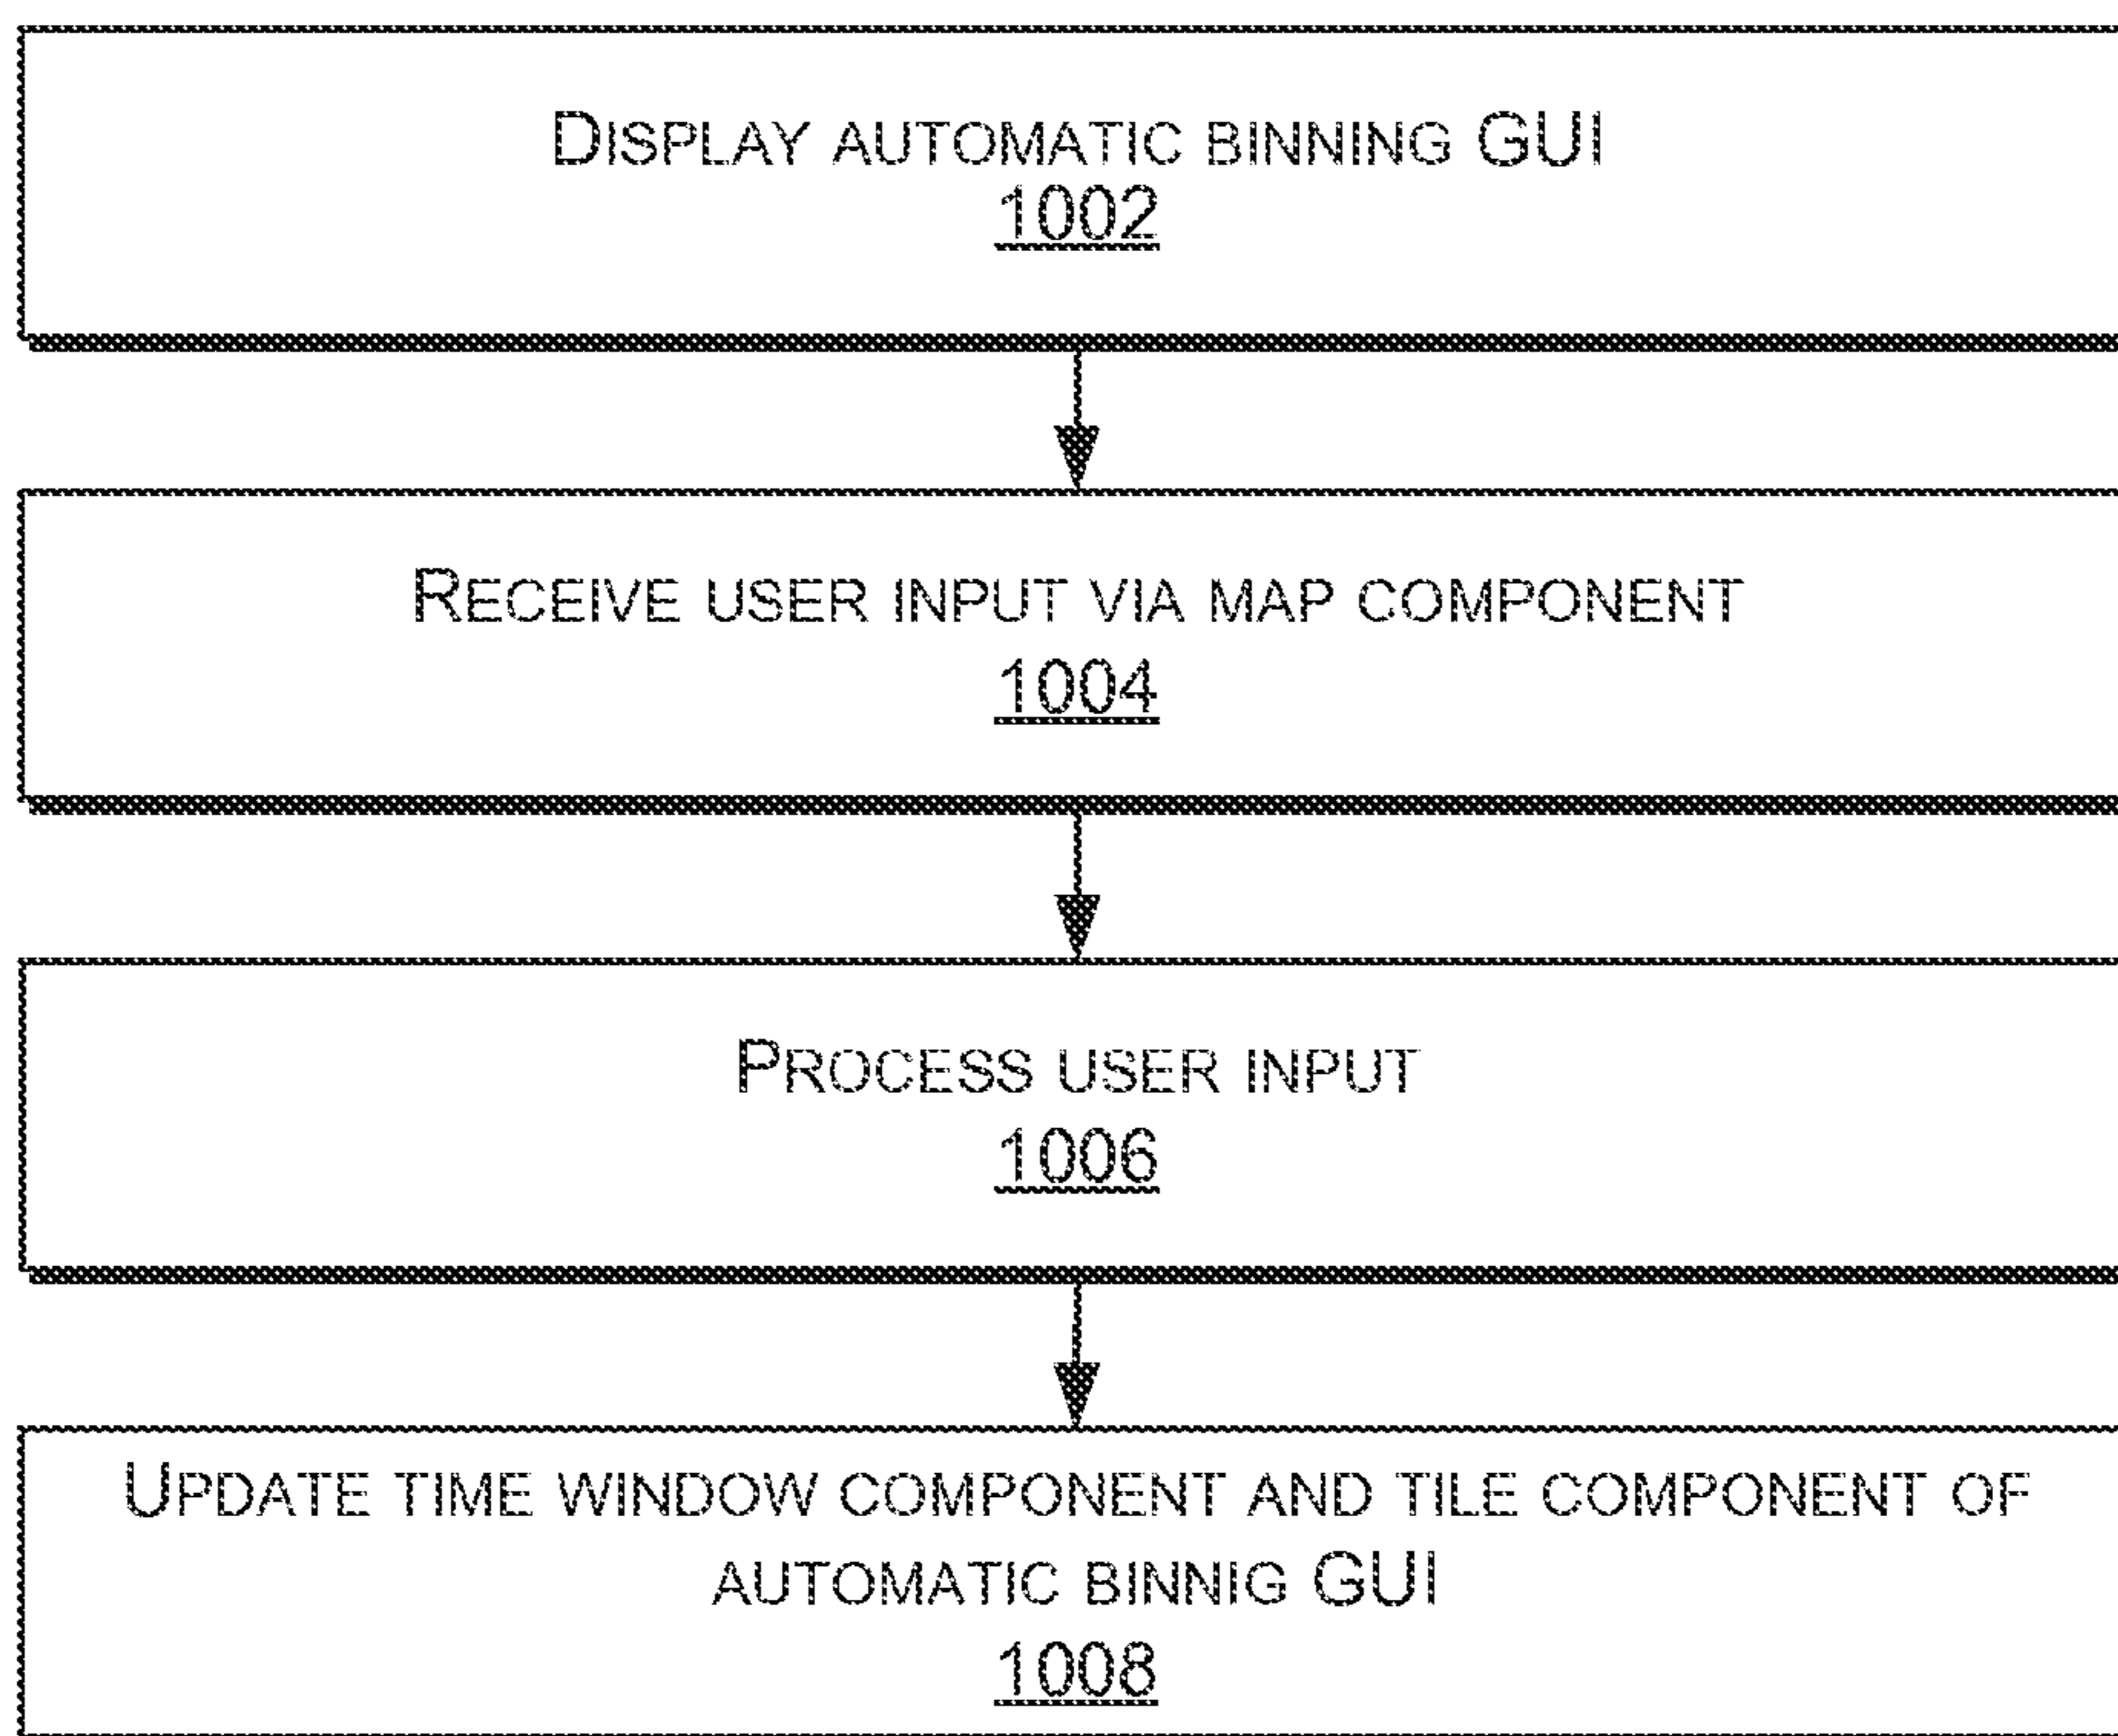 DISPLAY AUTOMATIC BINNING GUI
1002
RECEIVE USER INPUT VIA MAP COMPONENT
1004
PROCESS USER INPUT
1006
UPDATE TIME WINDOW COMPONENT AND TILE COMPONENT OF
AUTOMATIC BINNIG GUI
1008